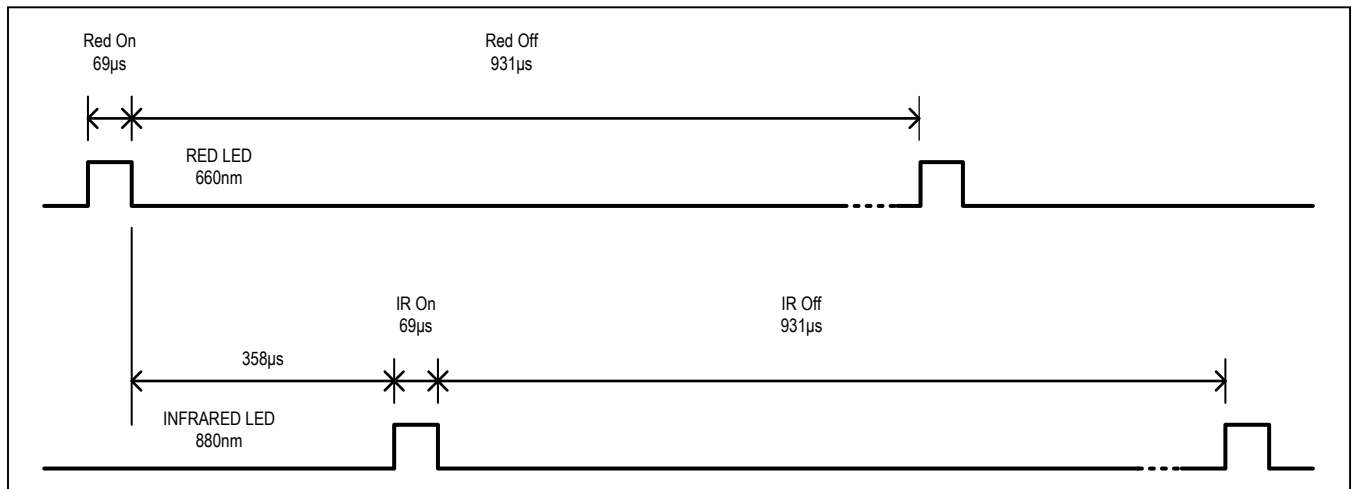 Red On
69µs
Red Off
931µs
RED LED
660nm
IR On
69µs
IR Off
931µs
358µs
INFRARED LED
880nm